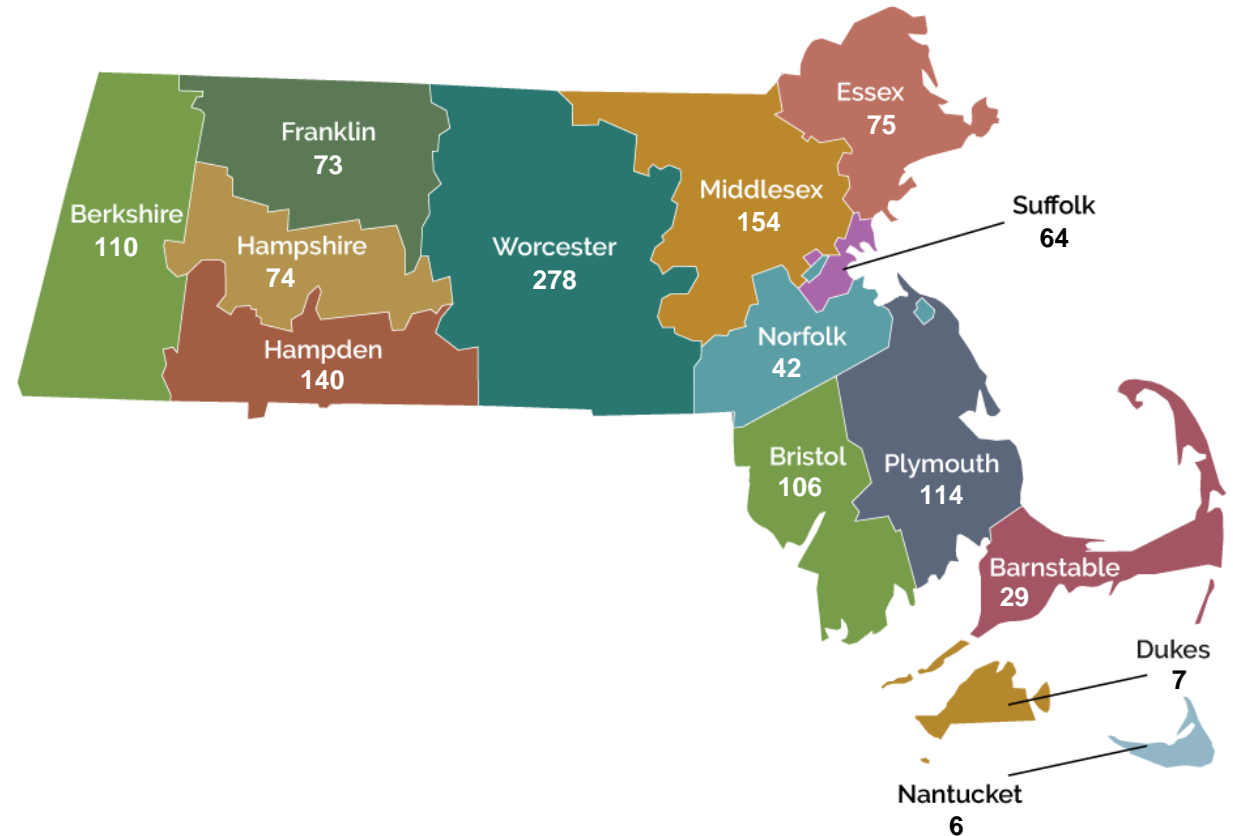 Essex
75
Franklin
73
Middlesex
154
Suffolk
64
Berkshire
110
Hampshire
74
Worcester
278
Norfolk
42
Hampden
140
Bristol
106
Plymouth
114
Barnstable
29
Dukes
7
Nantucket
6